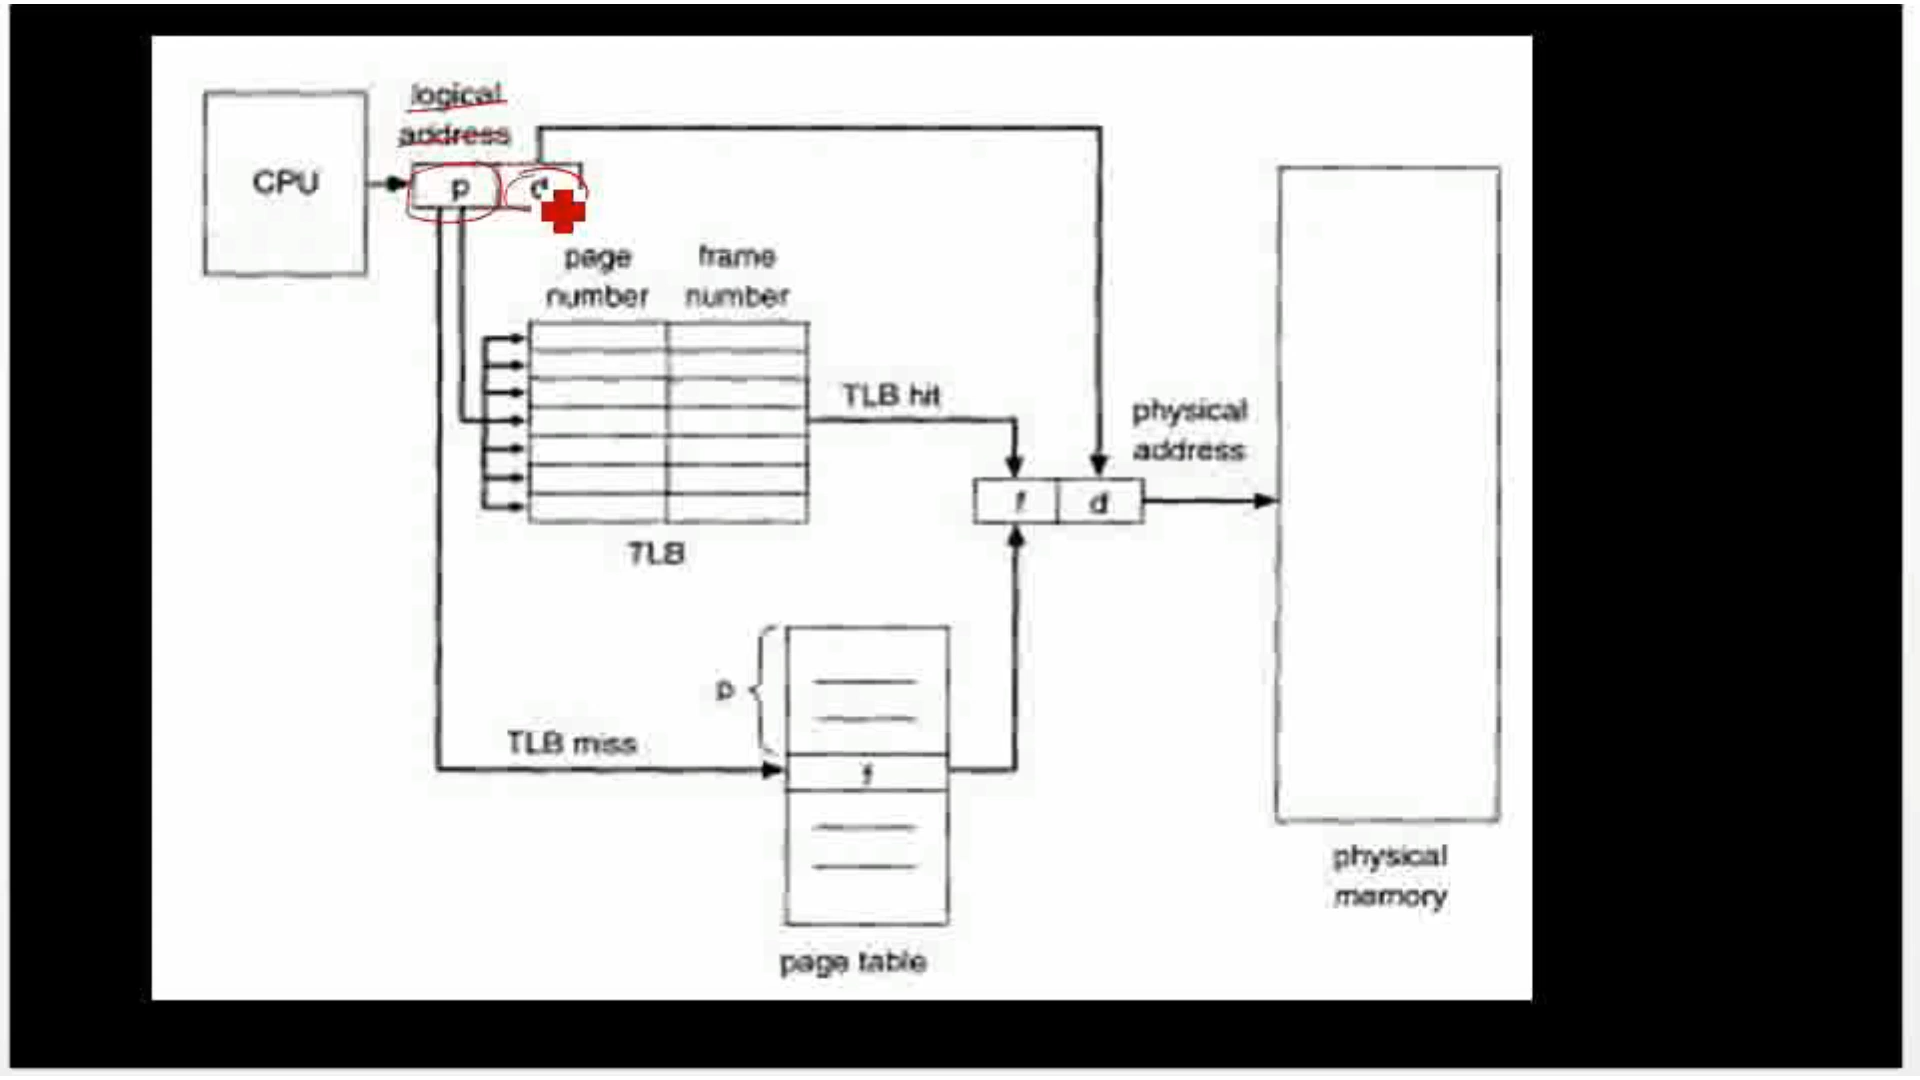 logical
address
CPU
p
d
page
number
frame
number
TLB hit
physical
address
f
d
TLB
p
TLB miss
f
physical
memory
page table